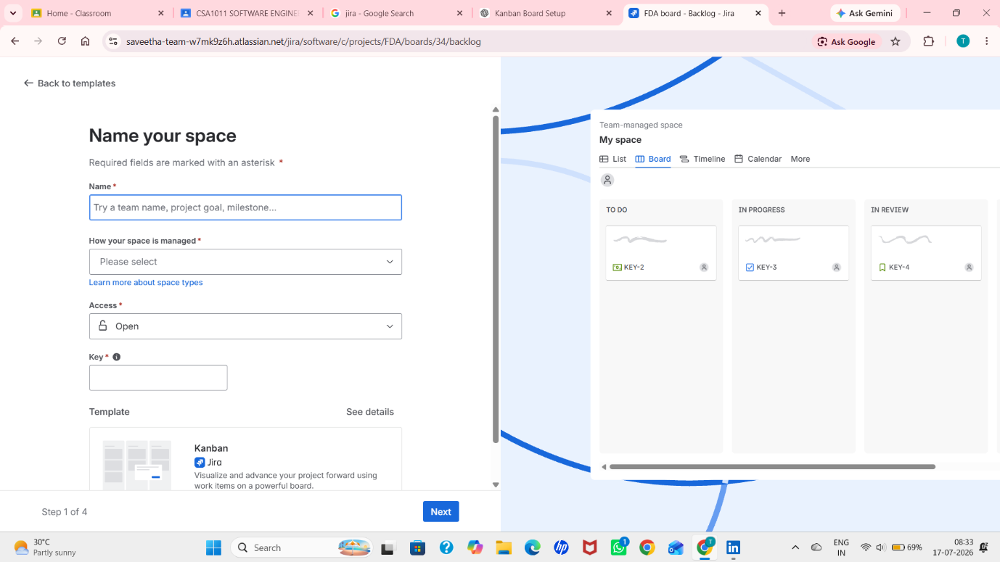 Home - Classroom
CSA1011 SOFTWARE ENGINEE
jira - Google Search
Kanban Board Setup
FDA board - Backlog - Jira
Ask Gemini
saveetha-team-w7mk9z6h.atlassian.net/jira/software/c/projects/FDA/boards/34/backlog
Ask Google
T
Back to templates
Name your space
Required fields are marked with an asterisk *
Name *
Try a team name, project goal, milestone...
How your space is managed *
Please select
Learn more about space types
Access *
Open
Key *
Template
See details
Kanban
Jira
Visualize and advance your project forward using
work items on a powerful board.
Step 1 of 4
Next
Team-managed space
My space
List
Board
Timeline
Calendar
More
TO DO
IN PROGRESS
IN REVIEW
KEY-2
KEY-3
KEY-4
30°C
Partly sunny
Search
hp
1
T
ENG
IN
69%
08:33
17-07-2026